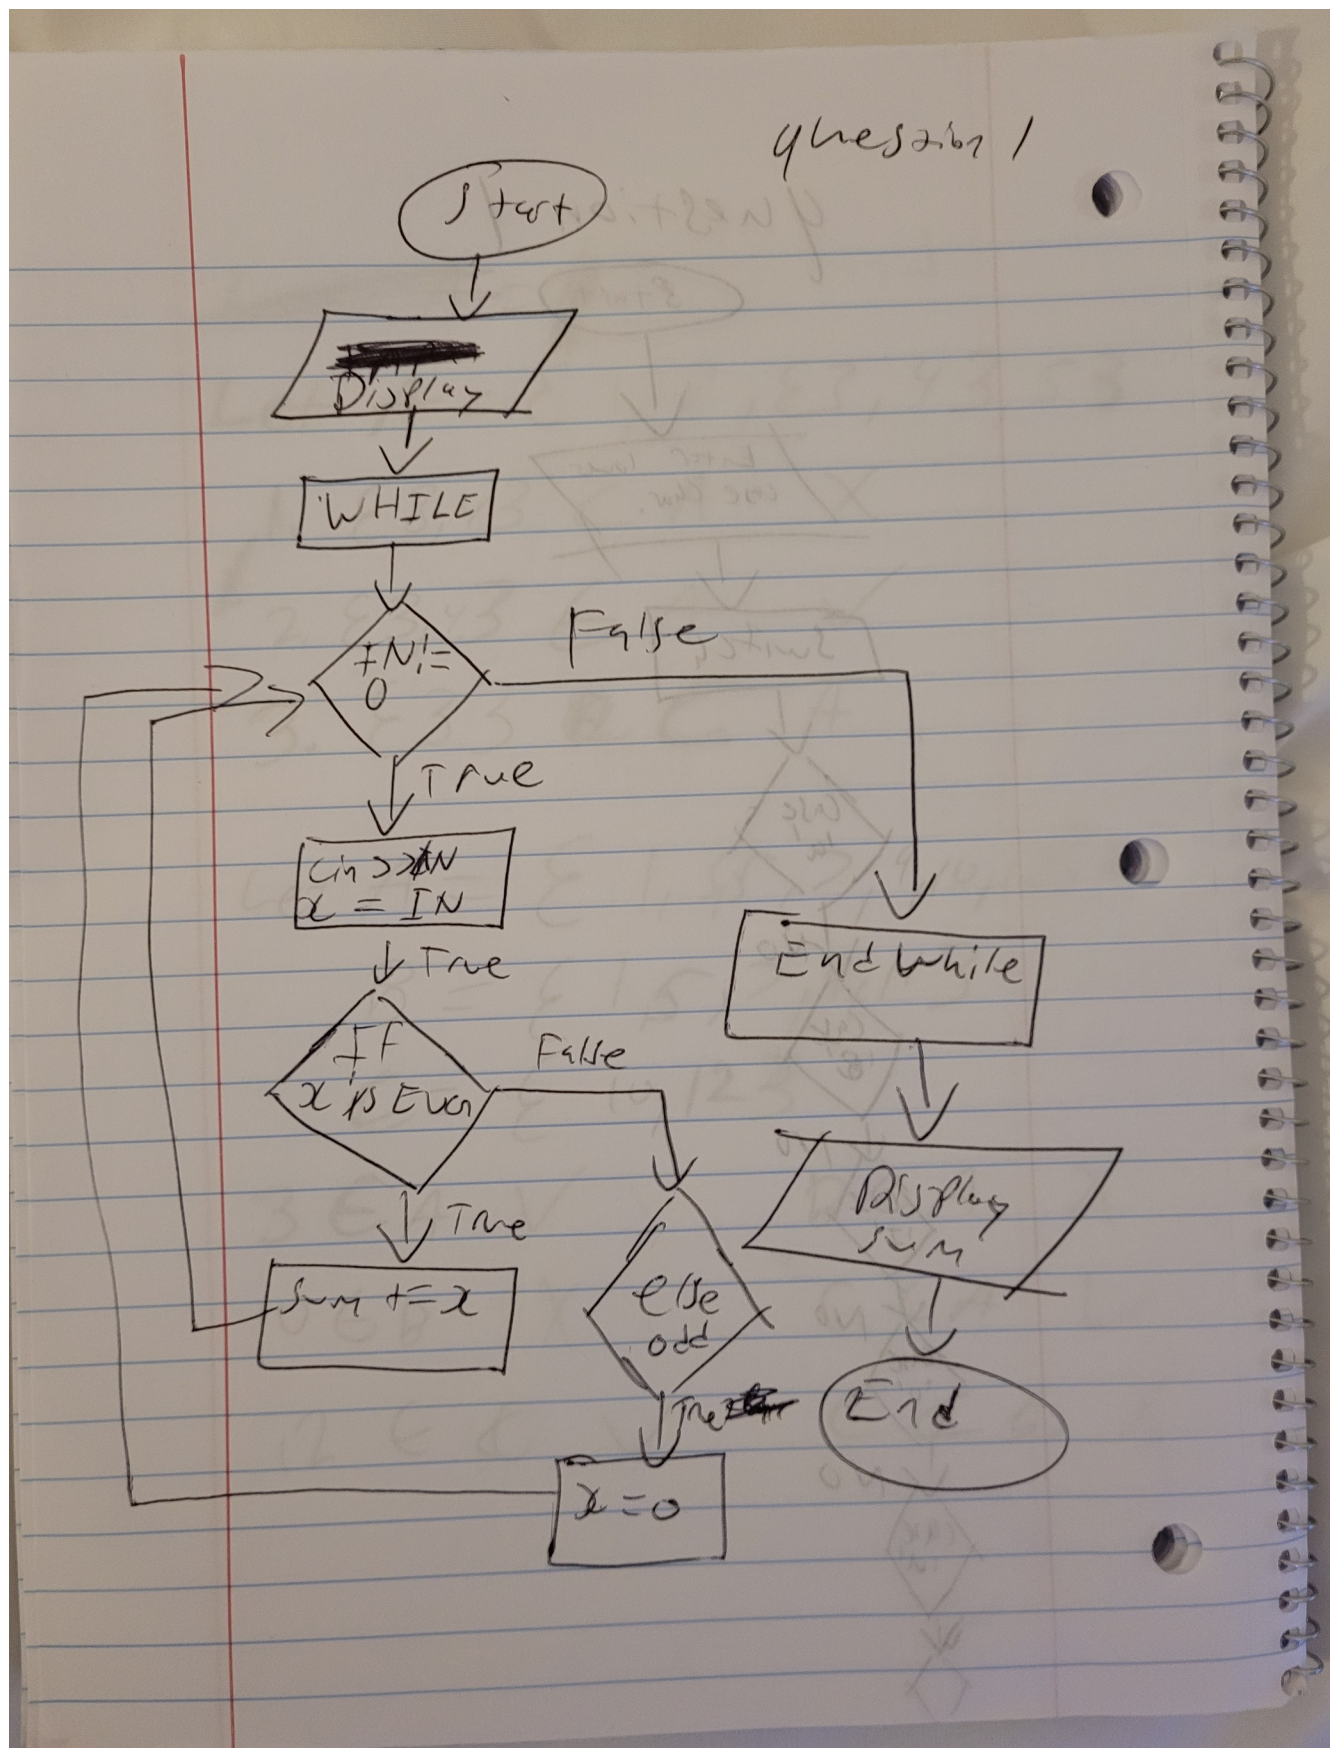 question 1
Start
Display
WHILE
IN!=
0
False
True
cin>>IN
x = IN
True
End while
If
x is Even
False
True
Display
sum
sum += x
else
odd
True
End
x = 0